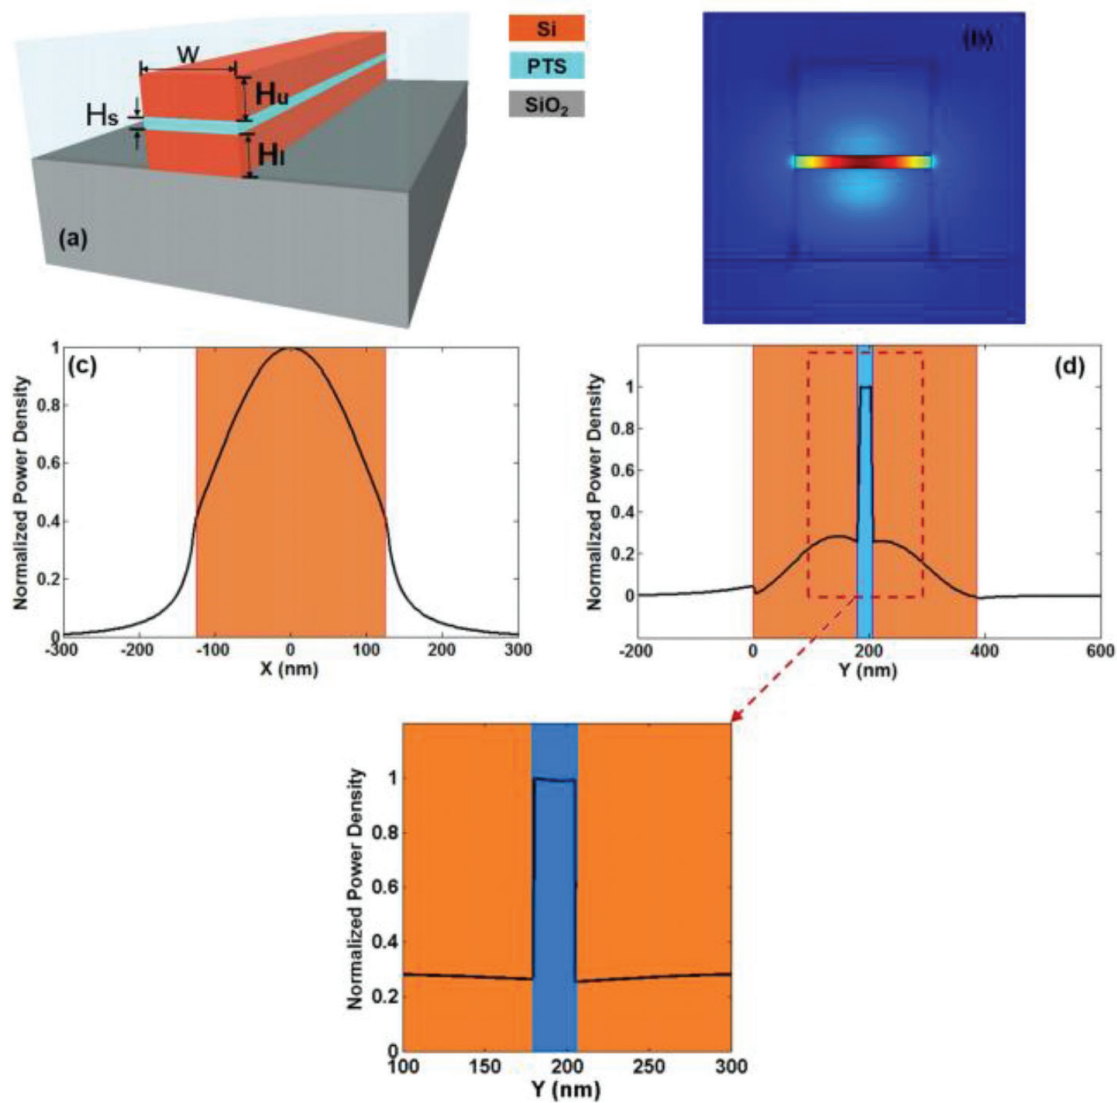 Si
PTS
SiO2
W
Hu
Hs
Hl
(a)
(b)
(c)
Normalized Power Density
1
0.8
0.6
0.4
0.2
0
-300 -200 -100 0 100 200 300
X (nm)
(d)
Normalized Power Density
1
0.8
0.6
0.4
0.2
0
-200 0 200 400 600
Y (nm)
Normalized Power Density
1
0.8
0.6
0.4
0.2
0
100 150 200 250 300
Y (nm)